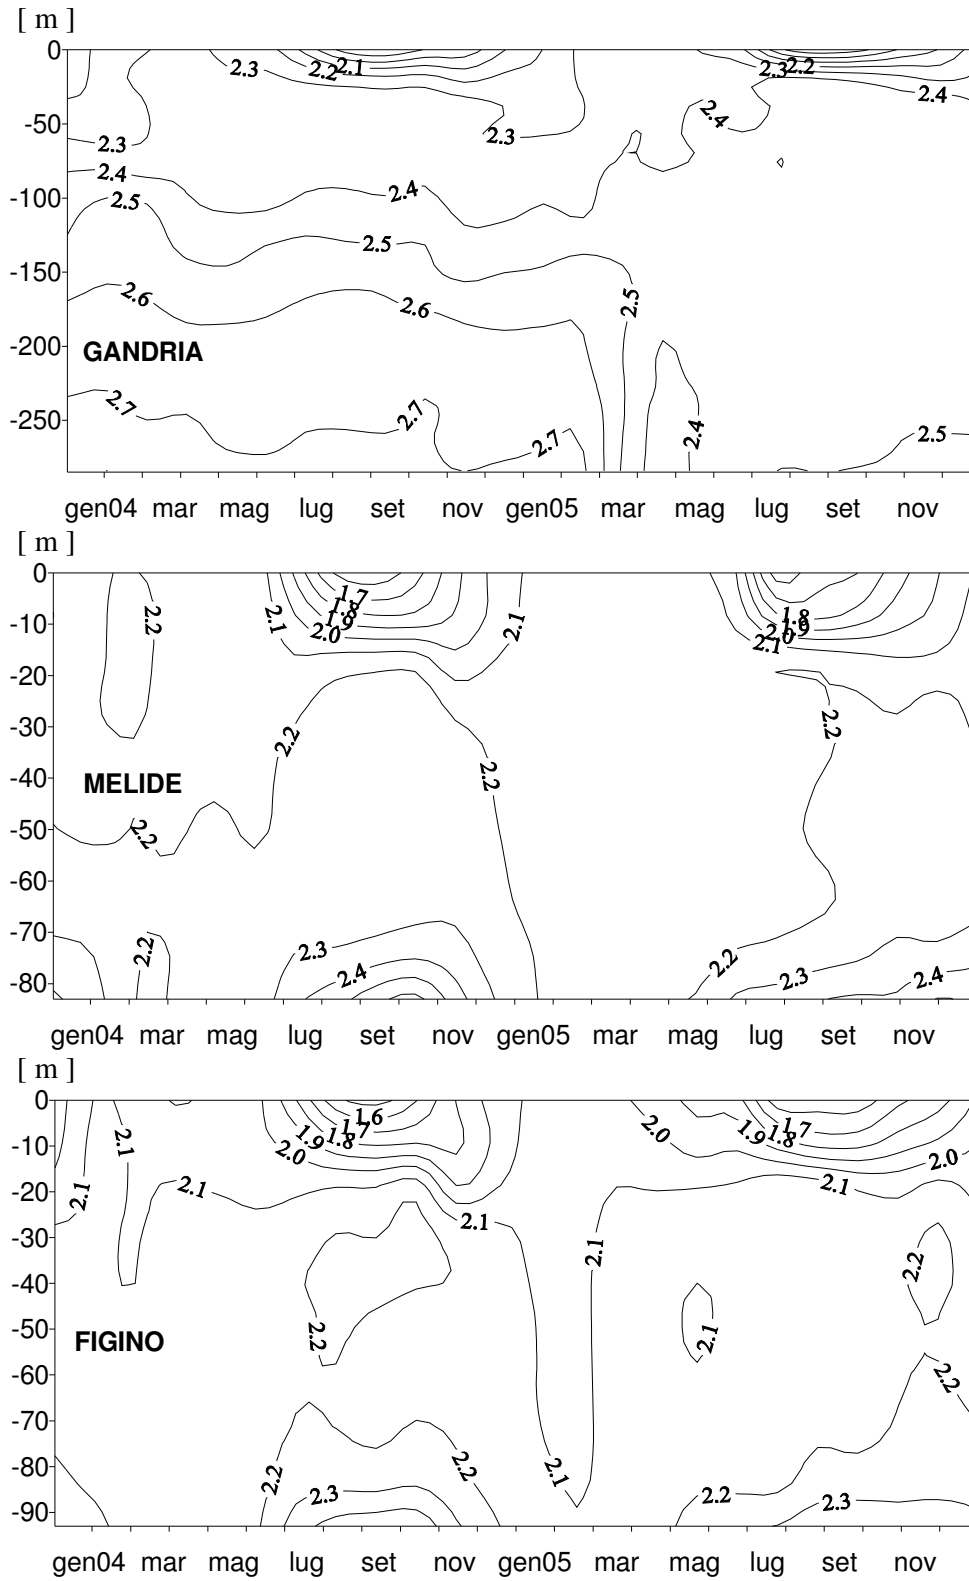 [ m ]
0
2.3 2.2 2.1 2.3 2.2
2.4
-50
2.4
2.3 2.3
2.4 2.4
-100
2.5
2.5
-150
2.6 2.6 2.5
-200
GANDRIA
-250
2.7 2.7 2.7 2.4 2.5
gen04 mar mag lug set nov gen05 mar mag lug set nov
[ m ]
0
1.7
2.2 1.8 1.8
-10
2.1 1.9 2.1 1.9
2.0 2.0
2.1
-20
-30
2.2 2.2
-40
MELIDE 2.2
-50
2.2
-60
-70
2.2 2.3 2.2
-80
2.4 2.3 2.4
gen04 mar mag lug set nov gen05 mar mag lug set nov
[ m ]
0
1.6
2.1 1.9 1.8 1.7 2.0 1.9 1.8 1.7
-10
2.0 2.0
-20
2.1 2.1 2.1
2.1
-30
2.1 2.2
-40
-50
FIGINO 2.2 2.1
-60
2.2
-70
-80
2.2 2.2 2.1
-90
2.3 2.2 2.3
gen04 mar mag lug set nov gen05 mar mag lug set nov